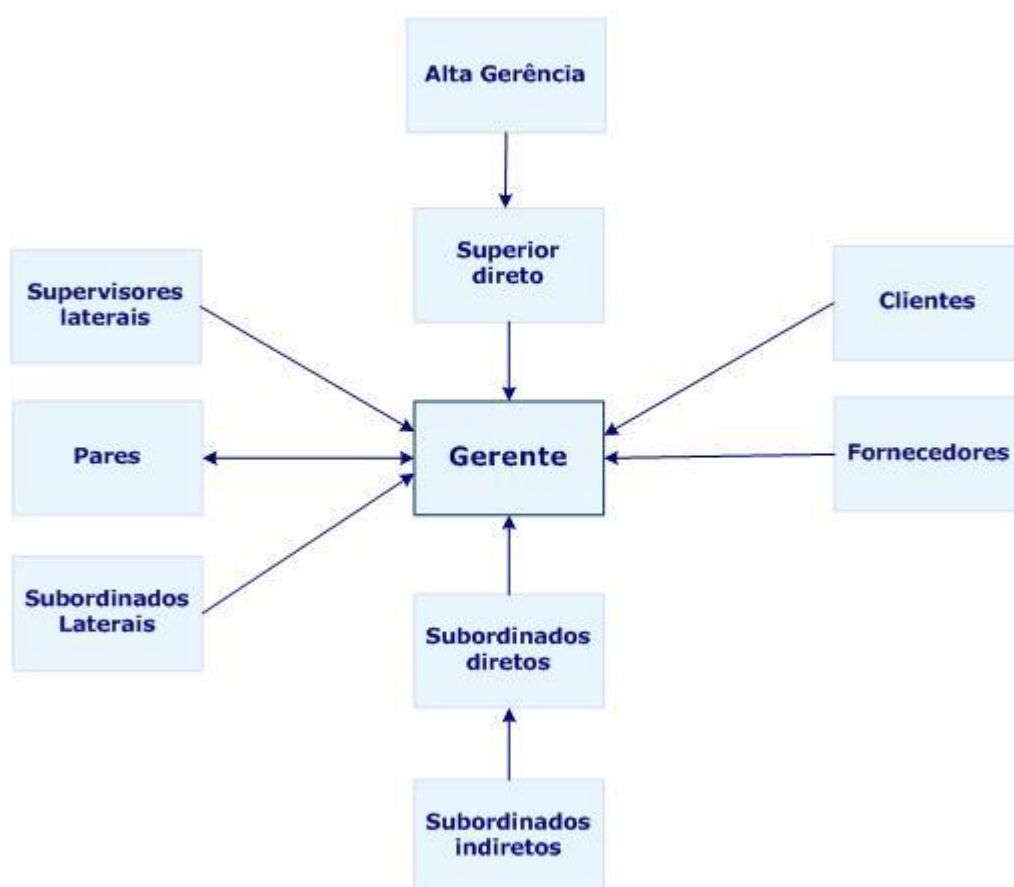 Alta Gerência
Superior
direto
Supervisores
laterais
Clientes
Pares
Gerente
Fornecedores
Subordinados
Laterais
Subordinados
diretos
Subordinados
indiretos